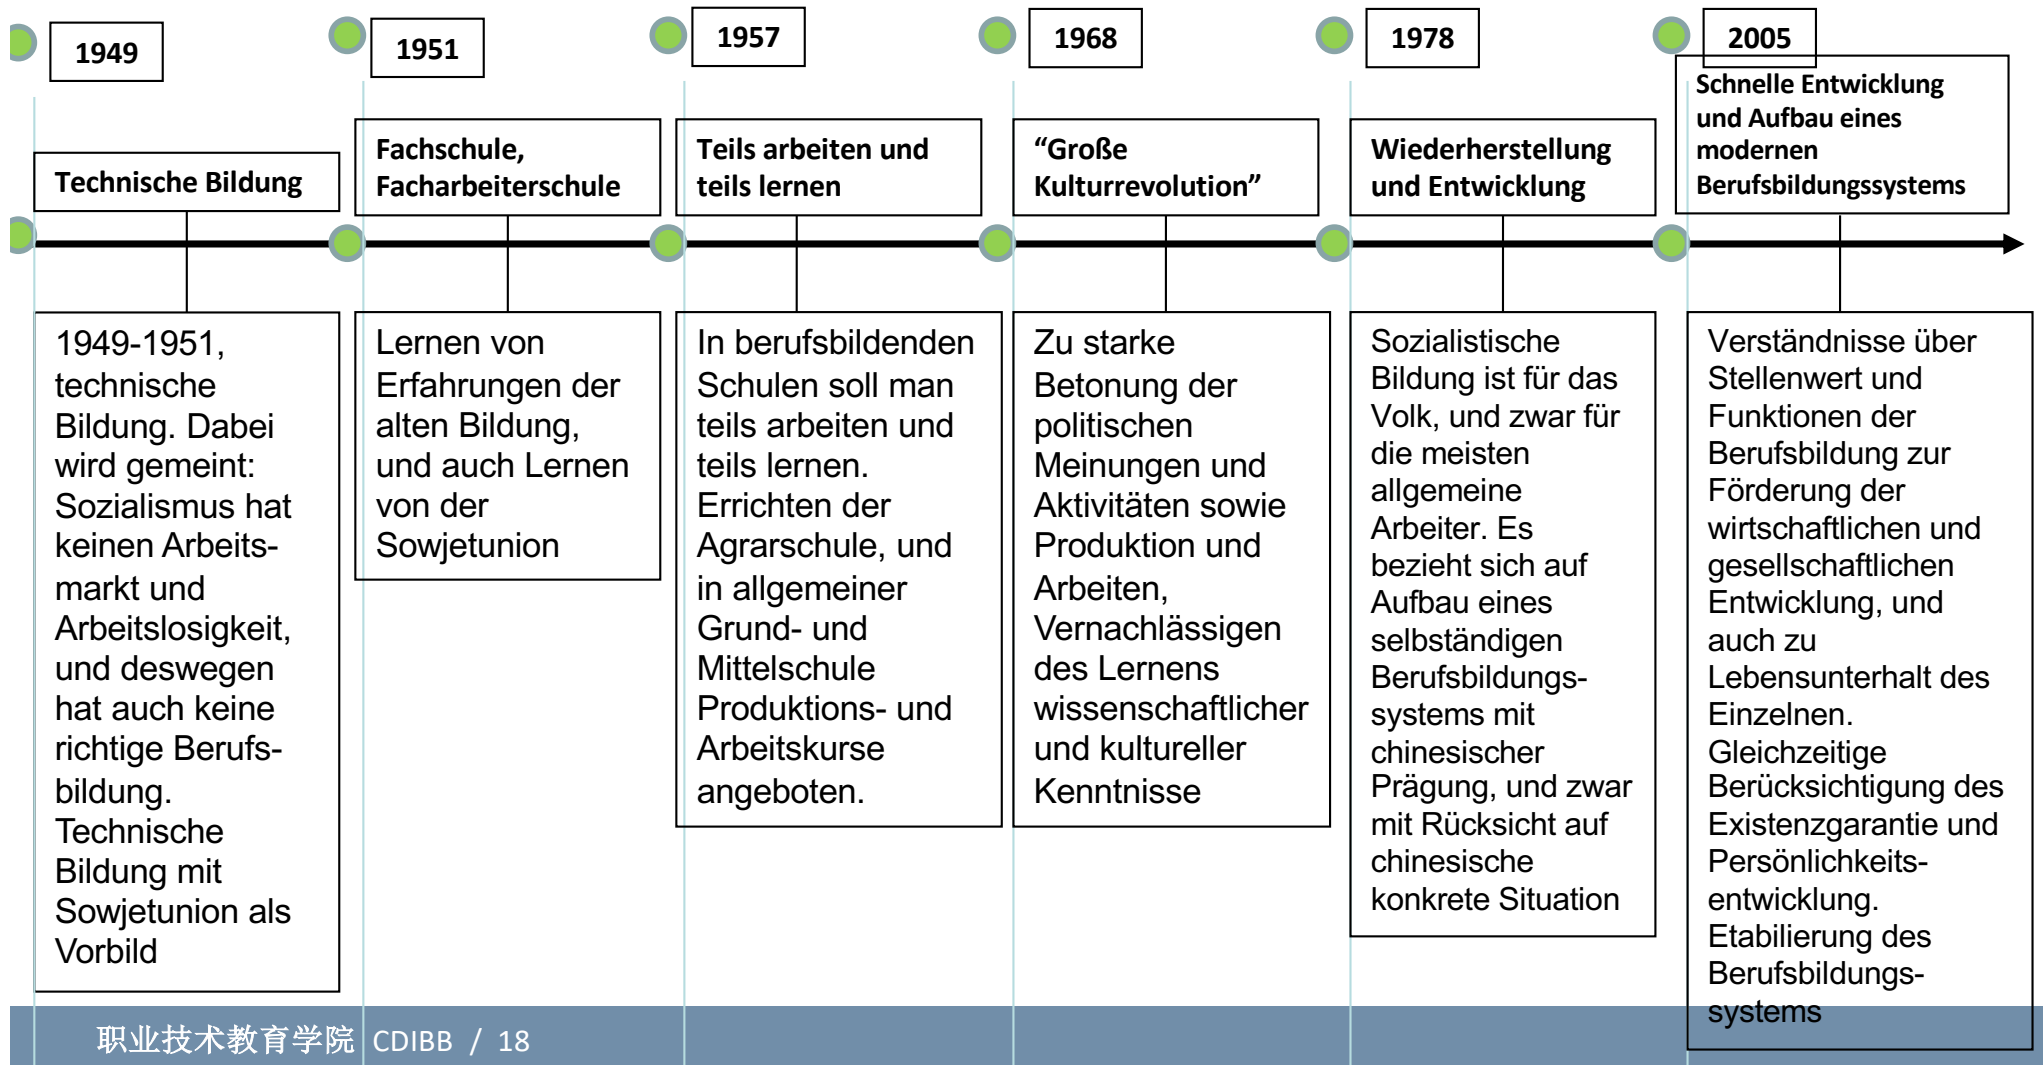 1949
1951
1957
1968
1978
2005
Technische Bildung
Fachschule,
Facharbeiterschule
Teils arbeiten und
teils lernen
“Große
Kulturrevolution”
Wiederherstellung
und Entwicklung
Schnelle Entwicklung
und Aufbau eines
modernen
Berufsbildungssystems
1949-1951,
technische
Bildung. Dabei
wird gemeint:
Sozialismus hat
keinen Arbeits-
markt und
Arbeitslosigkeit,
und deswegen
hat auch keine
richtige Berufs-
bildung.
Technische
Bildung mit
Sowjetunion als
Vorbild
Lernen von
Erfahrungen der
alten Bildung,
und auch Lernen
von der
Sowjetunion
In berufsbildenden
Schulen soll man
teils arbeiten und
teils lernen.
Errichten der
Agrarschule, und
in allgemeiner
Grund- und
Mittelschule
Produktions- und
Arbeitskurse
angeboten.
Zu starke
Betonung der
politischen
Meinungen und
Aktivitäten sowie
Produktion und
Arbeiten,
Vernachlässigen
des Lernens
wissenschaftlicher
und kultureller
Kenntnisse
Sozialistische
Bildung ist für das
Volk, und zwar für
die meisten
allgemeine
Arbeiter. Es
bezieht sich auf
Aufbau eines
selbständigen
Berufsbildungs-
systems mit
chinesischer
Prägung, und zwar
mit Rücksicht auf
chinesische
konkrete Situation
Verständnisse über
Stellenwert und
Funktionen der
Berufsbildung zur
Förderung der
wirtschaftlichen und
gesellschaftlichen
Entwicklung, und
auch zu
Lebensunterhalt des
Einzelnen.
Gleichzeitige
Berücksichtigung des
Existenzgarantie und
Persönlichkeits-
entwicklung.
Etabilierung des
Berufsbildungs-
systems
职业技术教育学院 CDIBB / 18